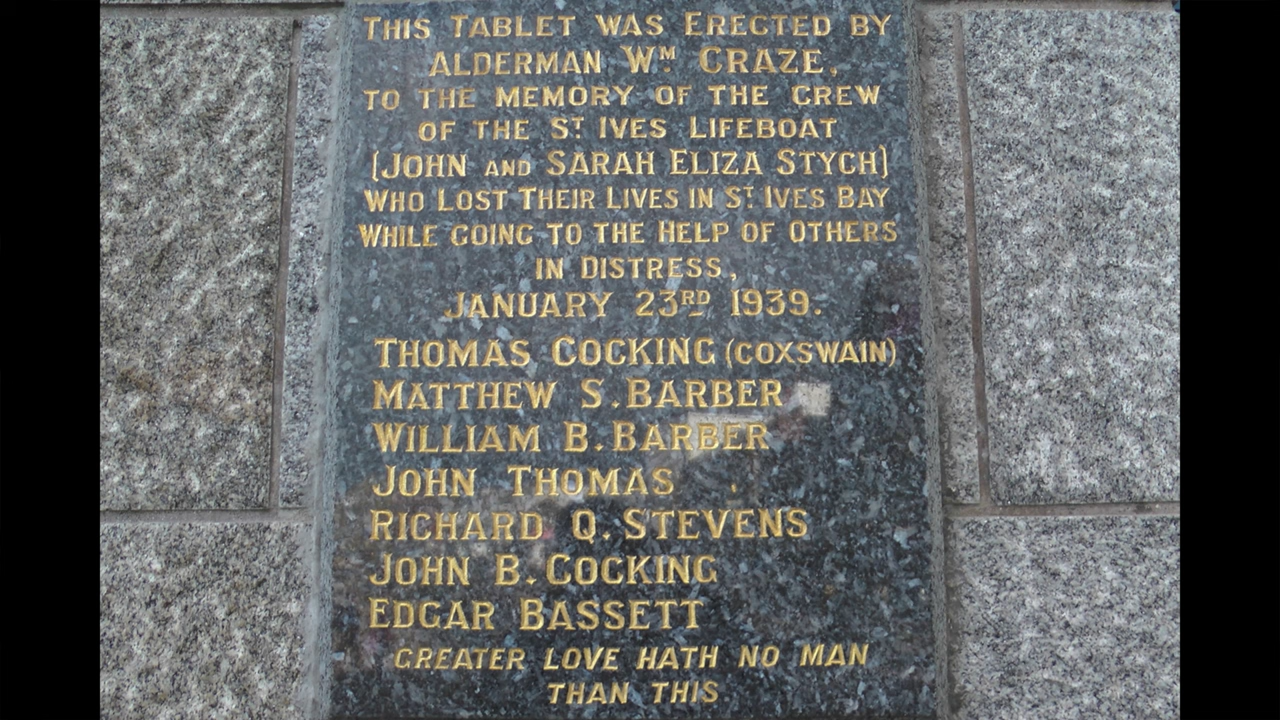 THIS TABLET WAS ERECTED BY
ALDERMAN WM CRAZE,
TO THE MEMORY OF THE CREW
OF THE ST IVES LIFEBOAT
(JOHN AND SARAH ELIZA STYCH)
WHO LOST THEIR LIVES IN ST IVES BAY
WHILE GOING TO THE HELP OF OTHERS
IN DISTRESS,
JANUARY 23RD 1939.
THOMAS COCKING (COXSWAIN)
MATTHEW S. BARBER
WILLIAM B. BARBER
JOHN THOMAS
RICHARD Q. STEVENS
JOHN B. COCKING
EDGAR BASSETT
GREATER LOVE HATH NO MAN
THAN THIS